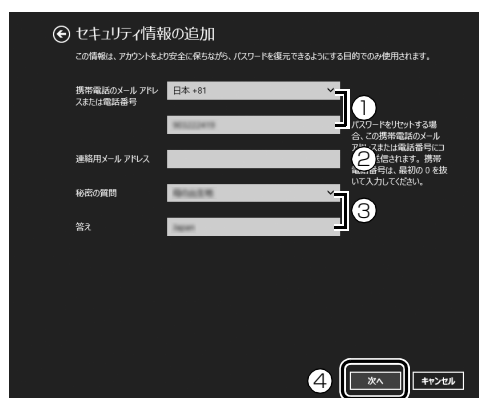 セキュリティ情報の追加
この情報は、アカウントをより安全に保ちながら、パスワードを復元できるようにする目的でのみ使用されます。
携帯電話のメール アドレ
スまたは電話番号
日本 +81
①
パスワードをリセットする場
合、この携帯電話のメール
アドレスまたは電話番号にコ
信されます。携帯
電話番号は、最初の 0 を抜
いて入力してください。
連絡用メール アドレス
②
秘密の質問
③
答え
Japan
④
次へ
キャンセル